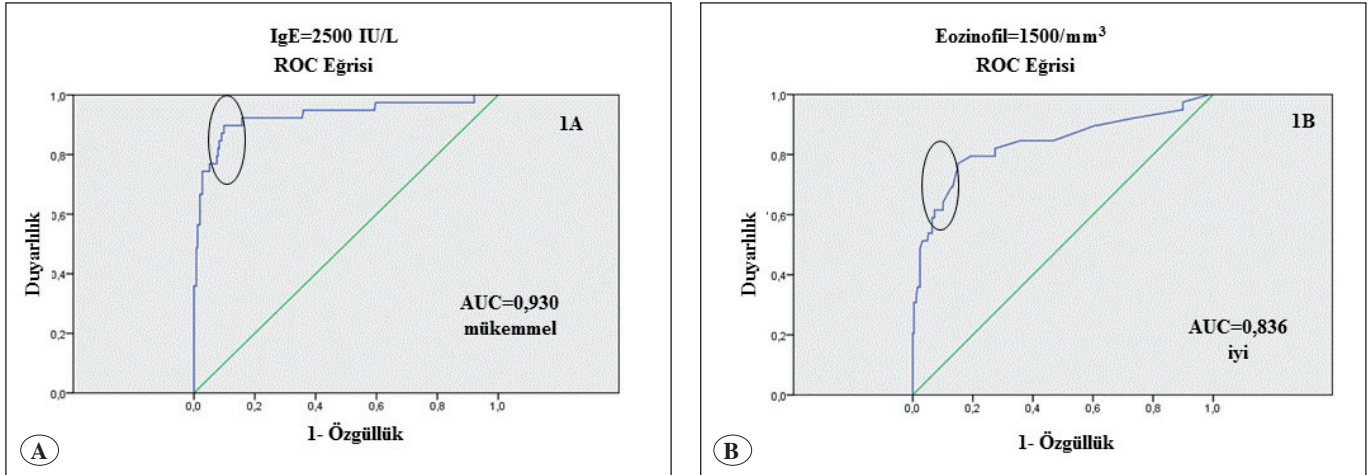 IgE=2500 IU/L
ROC Eğrisi
1,0
0,8
0,6
0,4
0,2
0,0
Duyarlılık
1A
AUC=0,930
mükemmel
0,0 0,2 0,4 0,6 0,8 1,0
1- Özgüllük
A
Eozinofil=1500/mm³
ROC Eğrisi
1,0
0,8
0,6
0,4
0,2
0,0
Duyarlılık
1B
AUC=0,836
iyi
0,0 0,2 0,4 0,6 0,8 1,0
1- Özgüllük
B